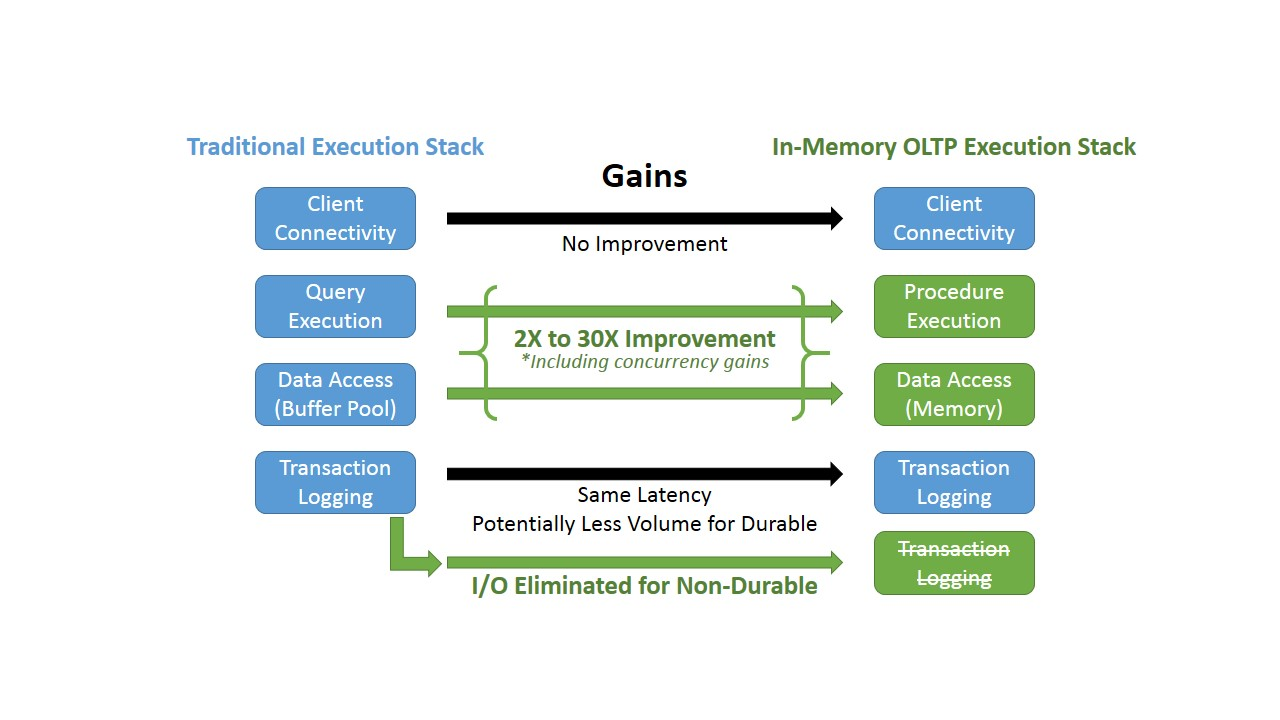 Traditional Execution Stack
In-Memory OLTP Execution Stack
Gains
Client
Connectivity
No Improvement
Client
Connectivity
Query
Execution
Procedure
Execution
2X to 30X Improvement
*Including concurrency gains
Data Access
(Buffer Pool)
Data Access
(Memory)
Transaction
Logging
Same Latency
Potentially Less Volume for Durable
Transaction
Logging
I/O Eliminated for Non-Durable
Transaction
Logging